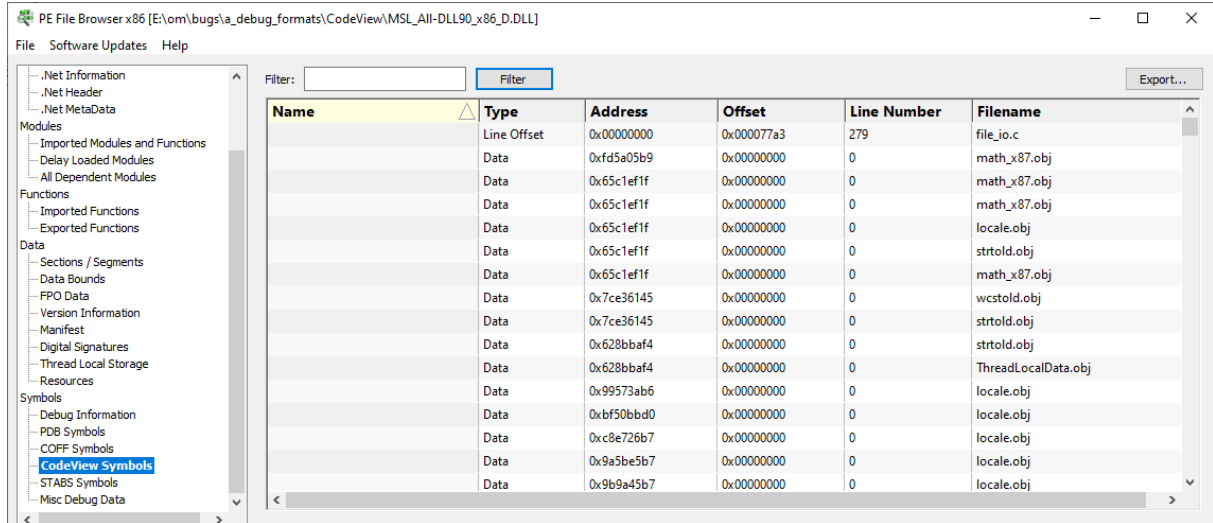 PE File Browser x86 [E:\om\bugs\a_debug_formats\CodeView\MSL_All-DLL90_x86_D.DLL]
File Software Updates Help
.Net Information
.Net Header
.Net MetaData
Modules
Imported Modules and Functions
Delay Loaded Modules
All Dependent Modules
Functions
Imported Functions
Exported Functions
Data
Sections / Segments
Data Bounds
FPO Data
Version Information
Manifest
Digital Signatures
Thread Local Storage
Resources
Symbols
Debug Information
PDB Symbols
COFF Symbols
CodeView Symbols
STABS Symbols
Misc Debug Data
Filter: Filter Export...
Name Type Address Offset Line Number Filename
Line Offset 0x00000000 0x000077a3 279 file_io.c
Data 0xfd5a05b9 0x00000000 0 math_x87.obj
Data 0x65c1ef1f 0x00000000 0 math_x87.obj
Data 0x65c1ef1f 0x00000000 0 math_x87.obj
Data 0x65c1ef1f 0x00000000 0 locale.obj
Data 0x65c1ef1f 0x00000000 0 strtold.obj
Data 0x65c1ef1f 0x00000000 0 math_x87.obj
Data 0x7ce36145 0x00000000 0 wcstold.obj
Data 0x7ce36145 0x00000000 0 strtold.obj
Data 0x628bbaf4 0x00000000 0 strtold.obj
Data 0x628bbaf4 0x00000000 0 ThreadLocalData.obj
Data 0x99573ab6 0x00000000 0 locale.obj
Data 0xbf50bbd0 0x00000000 0 locale.obj
Data 0xc8e726b7 0x00000000 0 locale.obj
Data 0x9a5be5b7 0x00000000 0 locale.obj
Data 0x9b9a45b7 0x00000000 0 locale.obj